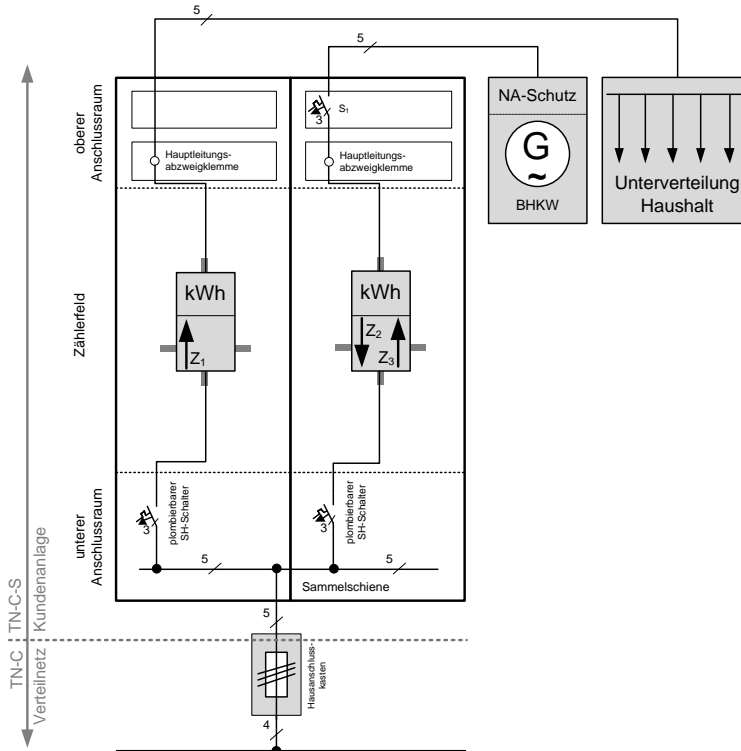 5
5
oberer
Anschlussraum
S₁
3
Hauptleitungs-
abzweigklemme
Hauptleitungs-
abzweigklemme
NA-Schutz
G
~
BHKW
Unterverteilung
Haushalt
Zählerfeld
kWh
Z₁
kWh
Z₂
Z₃
unterer
Anschlussraum
3
plombierbarer
SH-Schalter
3
plombierbarer
SH-Schalter
5
5
Sammelschiene
5
TN-C-S
Kundenanlage
TN-C
Verteilnetz
Hausanschluss-
kasten
4